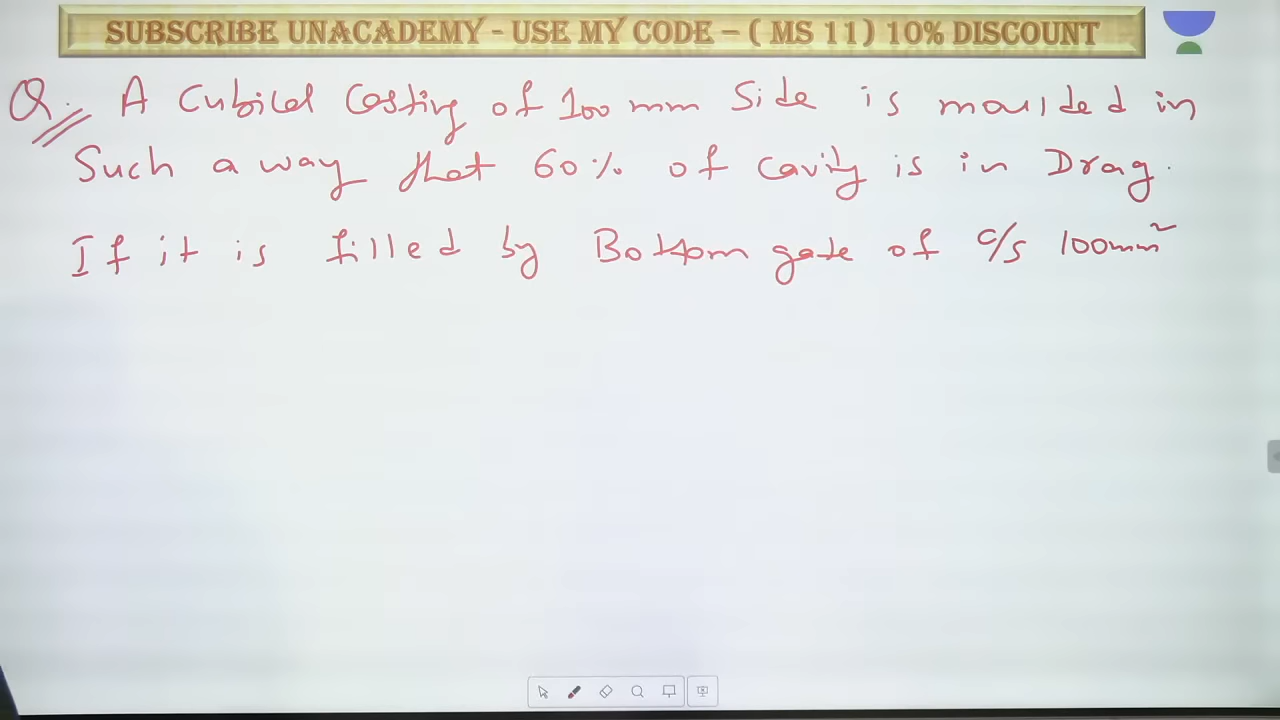 SUBSCRIBE UNACADEMY - USE MY CODE – ( MS 11) 10% DISCOUNT
Q. A Cubical Casting of 100 mm Side is moulded in
Such a way that 60% of cavity is in Drag.
If it is filled by Bottom gate of c/s 100mm²